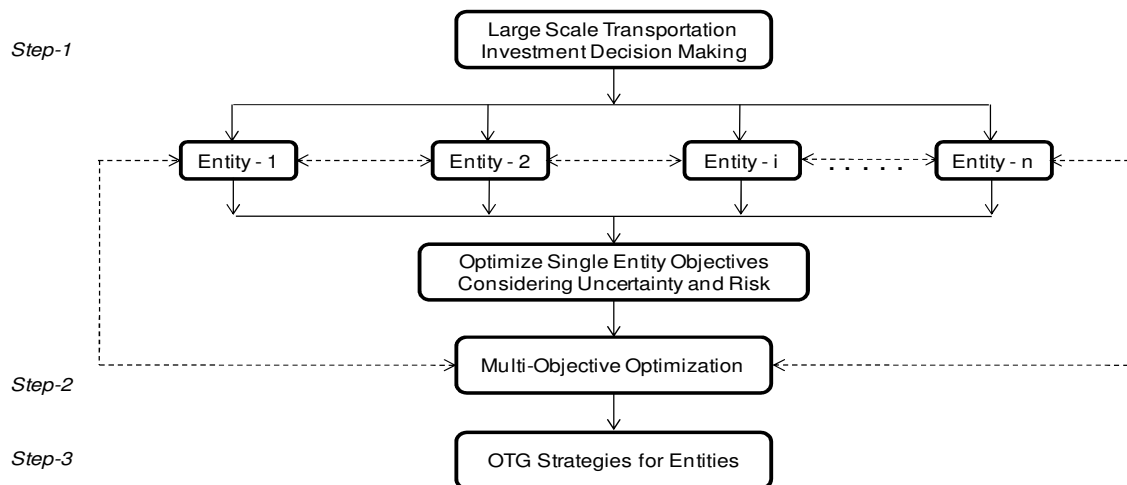 Step-1
Large Scale Transportation
Investment Decision Making
Entity - 1
Entity - 2
Entity - i
. . . . .
Entity - n
Optimize Single Entity Objectives
Considering Uncertainty and Risk
Multi-Objective Optimization
Step-2
Step-3
OTG Strategies for Entities